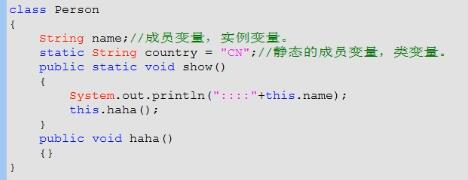 class Person
{
String name;//成员变量，实例变量。
static String country = "CN";//静态的成员变量，类变量。
public static void show()
{
System.out.println("::::"+this.name);
this.haha();
}
public void haha()
{}
}